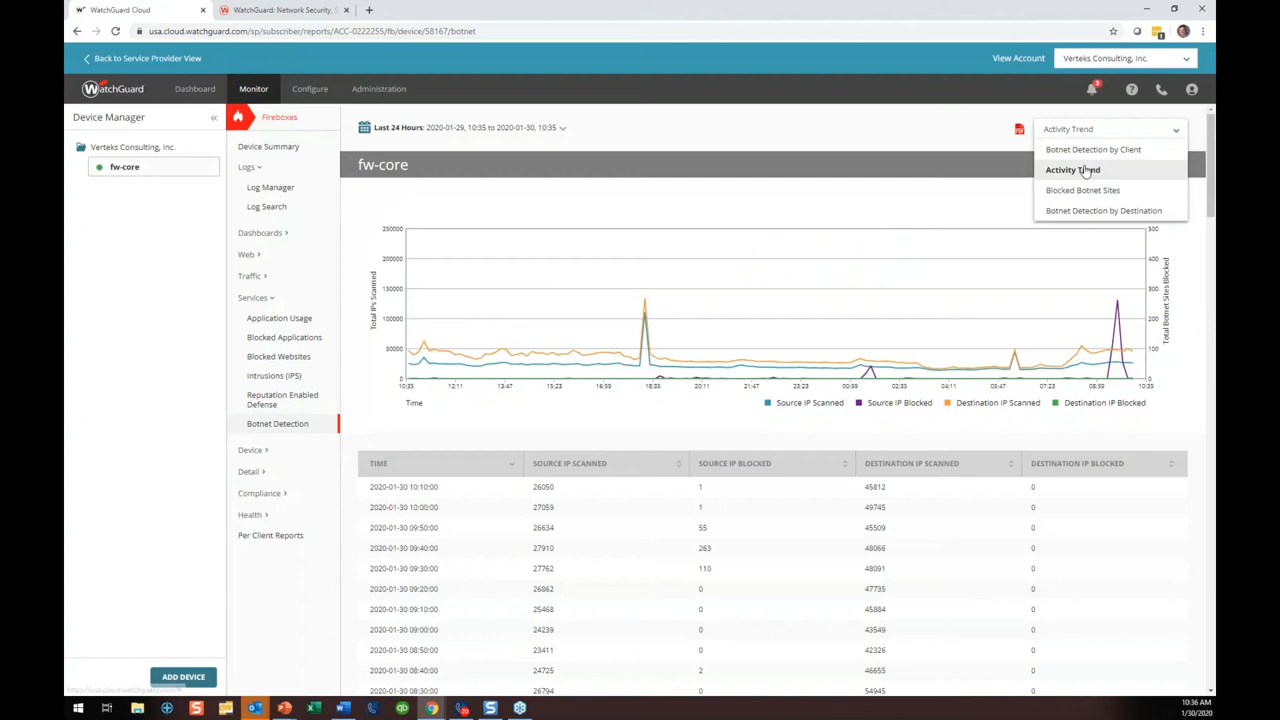 WatchGuard Cloud
WatchGuard: Network Security, S
usa.cloud.watchguard.com/sp/subscriber/reports/ACC-0222255/fb/device/58167/botnet
Back to Service Provider View
View Account
Verteks Consulting, Inc.
WatchGuard
Dashboard
Monitor
Configure
Administration
3
Device Manager
Verteks Consulting, Inc.
fw-core
ADD DEVICE
Fireboxes
Device Summary
Logs
Log Manager
Log Search
Dashboards
Web
Traffic
Services
Application Usage
Blocked Applications
Blocked Websites
Intrusions (IPS)
Reputation Enabled
Defense
Botnet Detection
Device
Detail
Compliance
Health
Per Client Reports
Last 24 Hours: 2020-01-29, 10:35 to 2020-01-30, 10:35
Activity Trend
Botnet Detection by Client
Activity Trend
Blocked Botnet Sites
Botnet Detection by Destination
fw-core
250000
200000
150000
100000
50000
0
Total IPs Scanned
500
400
300
200
100
0
Total Botnet Sites Blocked
10:35 12:11 13:47 15:23 16:59 18:35 20:11 21:47 23:23 00:59 02:35 04:11 05:47 07:23 08:59 10:35
Time
Source IP Scanned Source IP Blocked Destination IP Scanned Destination IP Blocked
TIME SOURCE IP SCANNED SOURCE IP BLOCKED DESTINATION IP SCANNED DESTINATION IP BLOCKED
2020-01-30 10:10:00 26050 1 45812 0
2020-01-30 10:00:00 27059 1 49745 0
2020-01-30 09:50:00 26634 55 45509 0
2020-01-30 09:40:00 27910 263 48066 0
2020-01-30 09:30:00 27762 110 48091 0
2020-01-30 09:20:00 26862 0 47735 0
2020-01-30 09:10:00 25468 0 45884 0
2020-01-30 09:00:00 24239 0 43549 0
2020-01-30 08:50:00 23411 0 42326 0
2020-01-30 08:40:00 24725 2 46655 0
2020-01-30 08:30:00 26794 0 54945 0
10:36 AM
1/30/2020